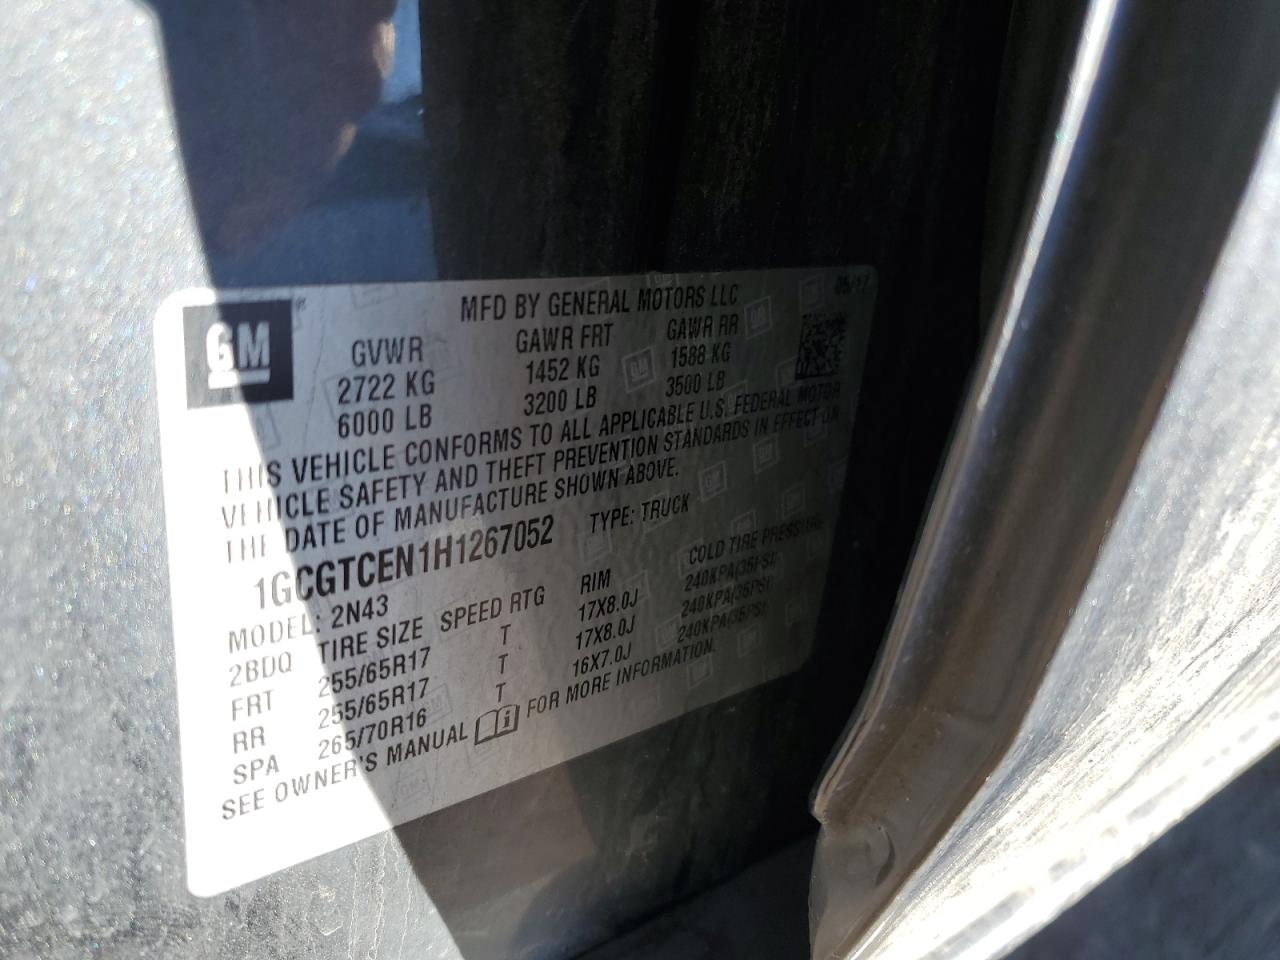 MFD BY GENERAL MOTORS LLC 05/17
GM®
GVWR GAWR FRT GAWR RR
2722 KG 1452 KG 1588 KG
6000 LB 3200 LB 3500 LB
THIS VEHICLE CONFORMS TO ALL APPLICABLE U.S. FEDERAL MOTOR
VEHICLE SAFETY AND THEFT PREVENTION STANDARDS IN EFFECT ON
THE DATE OF MANUFACTURE SHOWN ABOVE.
1GCGTCEN1H1267052 TYPE: TRUCK
MODEL: 2N43
2BDQ TIRE SIZE SPEED RTG RIM COLD TIRE PRESSURE
FRT 255/65R17 T 17X8.0J 240KPA(35PSI)
RR 255/65R17 T 17X8.0J 240KPA(35PSI)
SPA 265/70R16 T 16X7.0J 240KPA(35PSI)
SEE OWNER'S MANUAL FOR MORE INFORMATION.